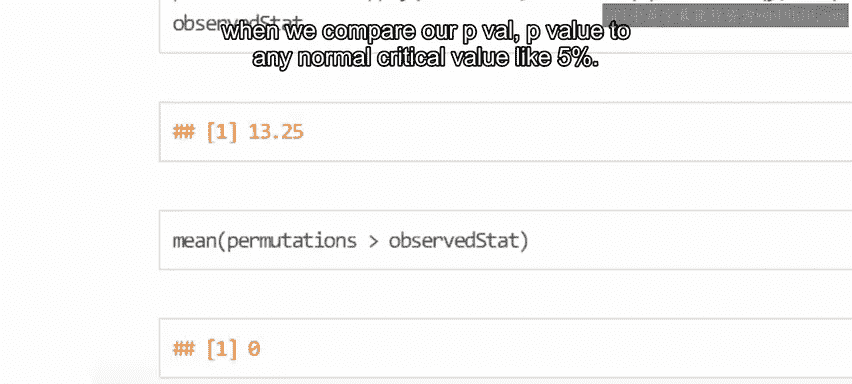 observedStat
when we compare our p val, p value to
any normal critical value like 5%.
## [1] 13.25
mean(permutations > observedStat)
## [1] 0